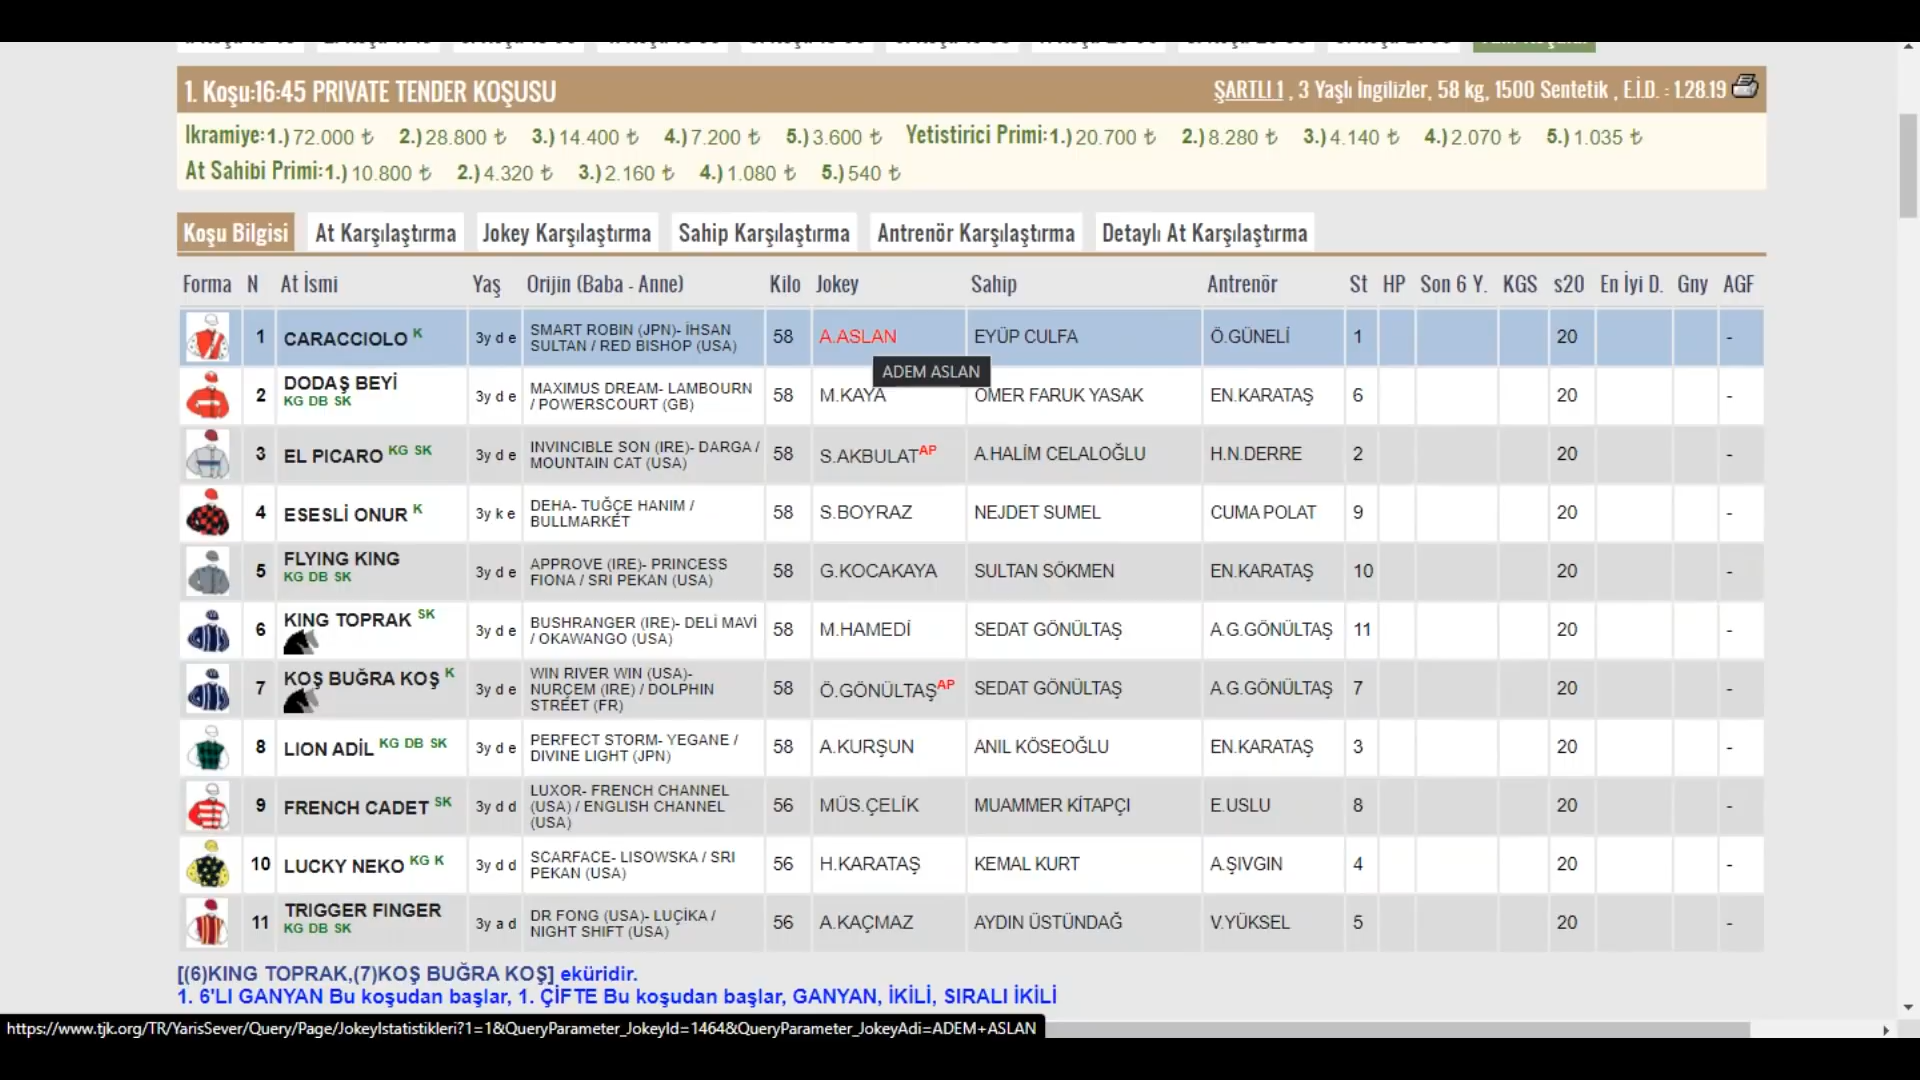 1. Koşu:16:45 PRIVATE TENDER KOŞUSU
ŞARTLI 1 , 3 Yaşlı İngilizler, 58 kg, 1500 Sentetik , E.İ.D. : 1.28.19
Ikramiye:1.) 72.000 ₺ 2.) 28.800 ₺ 3.) 14.400 ₺ 4.) 7.200 ₺ 5.) 3.600 ₺ Yetistirici Primi:1.) 20.700 ₺ 2.) 8.280 ₺ 3.) 4.140 ₺ 4.) 2.070 ₺ 5.) 1.035 ₺
At Sahibi Primi:1.) 10.800 ₺ 2.) 4.320 ₺ 3.) 2.160 ₺ 4.) 1.080 ₺ 5.) 540 ₺
Koşu Bilgisi At Karşılaştırma Jokey Karşılaştırma Sahip Karşılaştırma Antrenör Karşılaştırma Detaylı At Karşılaştırma
Forma N At İsmi Yaş Orijin (Baba - Anne) Kilo Jokey Sahip Antrenör St HP Son 6 Y. KGS s20 En İyi D. Gny AGF
1 CARACCIOLO K 3y d e SMART ROBIN (JPN)- İHSAN SULTAN / RED BISHOP (USA) 58 A.ASLAN EYÜP CULFA Ö.GÜNELİ 1 20 -
ADEM ASLAN
2 DODAŞ BEYİ KG DB SK 3y d e MAXIMUS DREAM- LAMBOURN / POWERSCOURT (GB) 58 M.KAYA ÖMER FARUK YASAK EN.KARATAŞ 6 20 -
3 EL PICARO KG SK 3y d e INVINCIBLE SON (IRE)- DARGA / MOUNTAIN CAT (USA) 58 S.AKBULAT AP A.HALİM CELALOĞLU H.N.DERRE 2 20 -
4 ESESLİ ONUR K 3y k e DEHA- TUĞÇE HANIM / BULLMARKET 58 S.BOYRAZ NEJDET SUMEL CUMA POLAT 9 20 -
5 FLYING KING KG DB SK 3y d e APPROVE (IRE)- PRINCESS FIONA / SRI PEKAN (USA) 58 G.KOCAKAYA SULTAN SÖKMEN EN.KARATAŞ 10 20 -
6 KING TOPRAK SK 3y d e BUSHRANGER (IRE)- DELİ MAVİ / OKAWANGO (USA) 58 M.HAMEDİ SEDAT GÖNÜLTAŞ A.G.GÖNÜLTAŞ 11 20 -
7 KOŞ BUĞRA KOŞ K 3y d e WIN RIVER WIN (USA)- NURÇEM (IRE) / DOLPHIN STREET (FR) 58 Ö.GÖNÜLTAŞ AP SEDAT GÖNÜLTAŞ A.G.GÖNÜLTAŞ 7 20 -
8 LION ADİL KG DB SK 3y d e PERFECT STORM- YEGANE / DIVINE LIGHT (JPN) 58 A.KURŞUN ANIL KÖSEOĞLU EN.KARATAŞ 3 20 -
9 FRENCH CADET SK 3y d d LUXOR- FRENCH CHANNEL (USA) / ENGLISH CHANNEL (USA) 56 MÜS.ÇELİK MUAMMER KİTAPÇI E.USLU 8 20 -
10 LUCKY NEKO KG K 3y d d SCARFACE- LISOWSKA / SRI PEKAN (USA) 56 H.KARATAŞ KEMAL KURT A.ŞIVGIN 4 20 -
11 TRIGGER FINGER KG DB SK 3y a d DR FONG (USA)- LUÇİKA / NIGHT SHIFT (USA) 56 A.KAÇMAZ AYDIN ÜSTÜNDAĞ V.YÜKSEL 5 20 -
[(6)KING TOPRAK,(7)KOŞ BUĞRA KOŞ] eküridir.
1. 6'LI GANYAN Bu koşudan başlar, 1. ÇİFTE Bu koşudan başlar, GANYAN, İKİLİ, SIRALI İKİLİ
https://www.tjk.org/TR/YarisSever/Query/Page/JokeyIstatistikleri?1=1&QueryParameter_JokeyId=1464&QueryParameter_JokeyAdi=ADEM+ASLAN